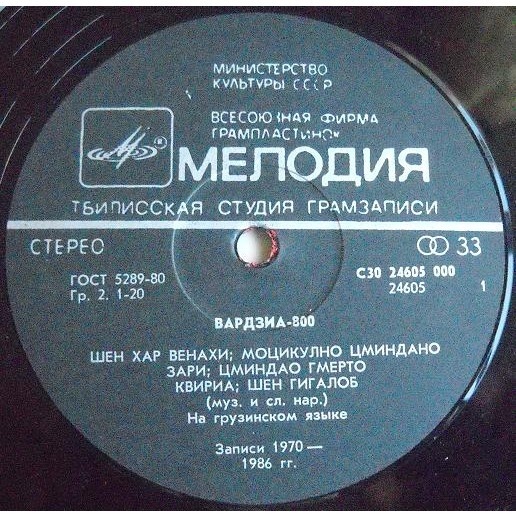 МИНИСТЕРСТВО
КУЛЬТУРЫ СССР
ВСЕСОЮЗНАЯ ФИРМА
ГРАМПЛАСТИНОК
МЕЛОДИЯ
ТБИЛИССКАЯ СТУДИЯ ГРАМЗАПИСИ
СТЕРЕО
33
ГОСТ 5289-80
Гр. 2. 1-20
С30 24605 000
24605 1
ВАРДЗИА-800
ШЕН ХАР ВЕНАХИ; МОЦИКУЛНО ЦМИНДАНО
ЗАРИ; ЦМИНДАО ГМЕРТО
КВИРИА; ШЕН ГИГАЛОБ
(муз. и сл. нар.)
На грузинском языке
Записи 1970—
1986 гг.